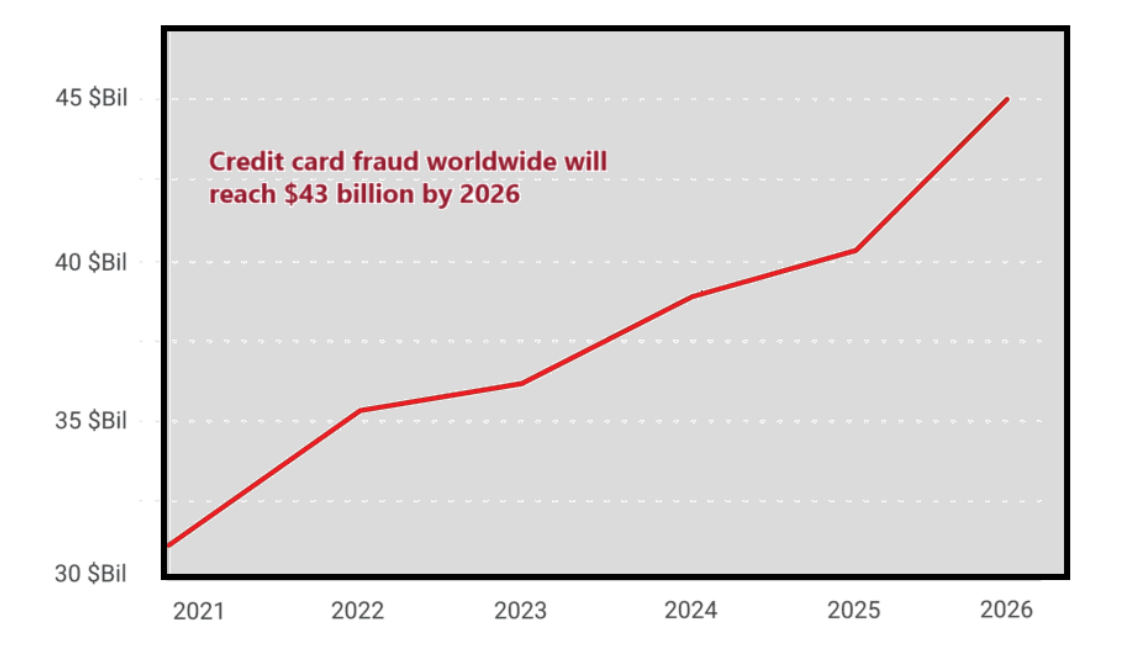 45 $Bil
Credit card fraud worldwide will
reach $43 billion by 2026
40 $Bil
35 $Bil
30 $Bil
2021 2022 2023 2024 2025 2026